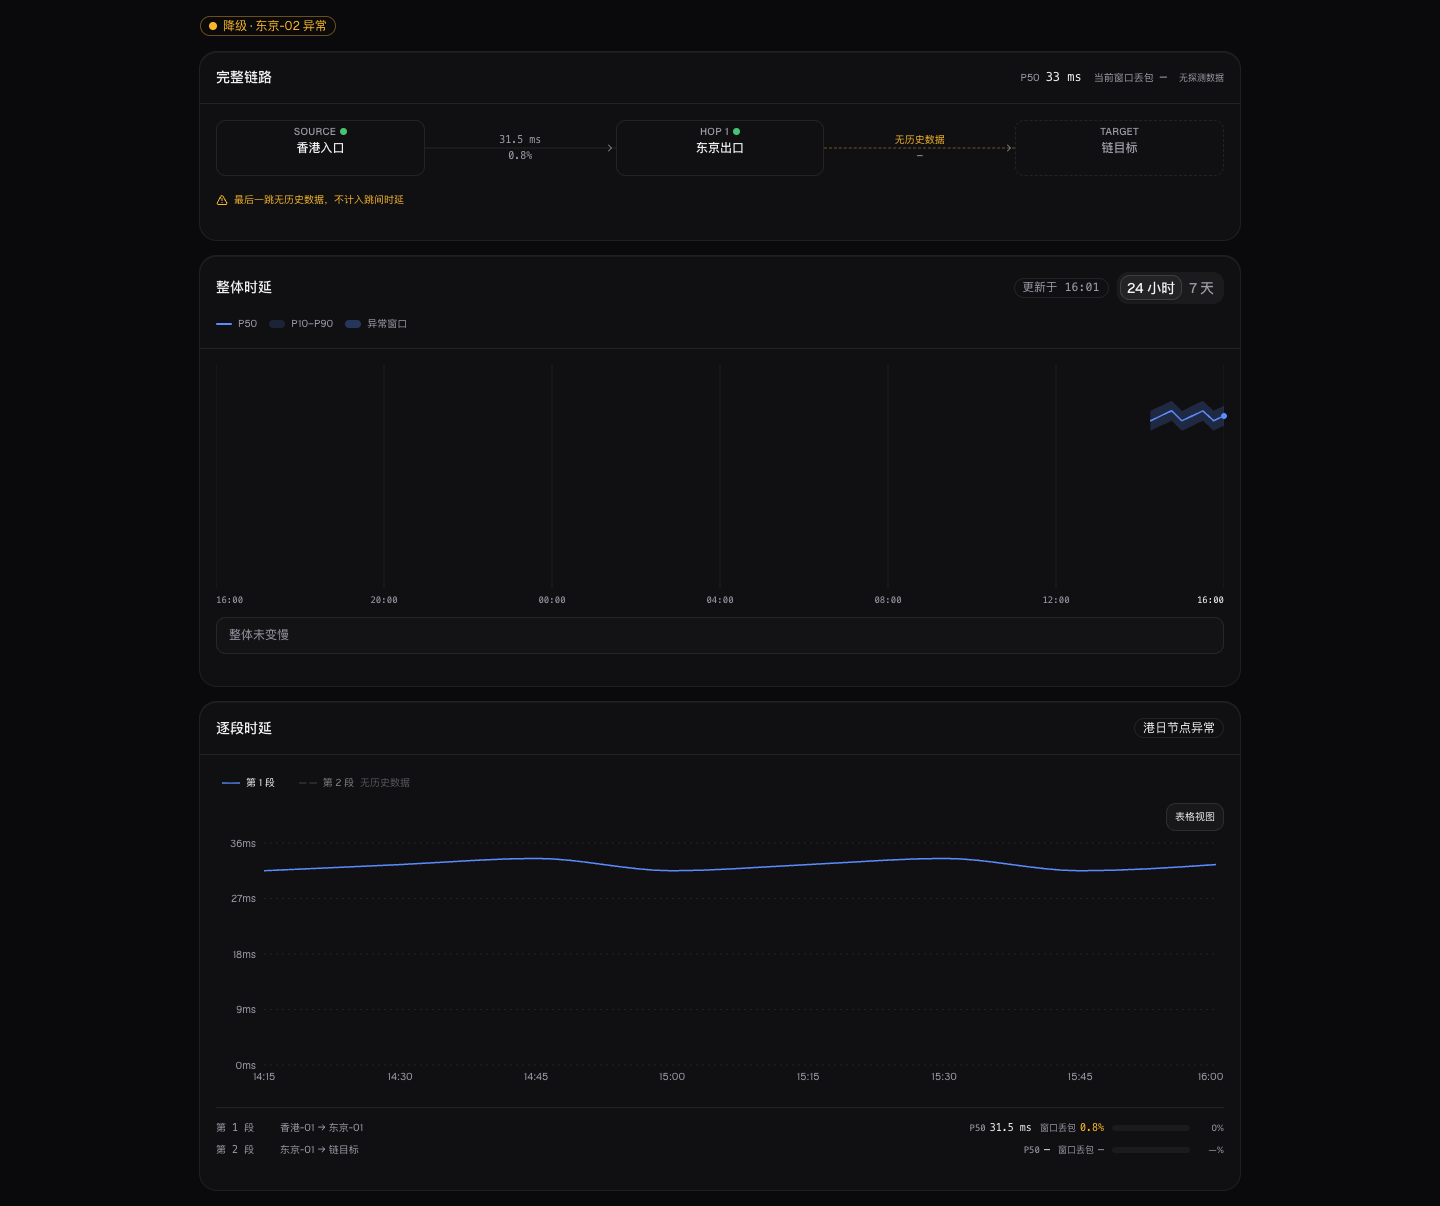 降级 · 东京-02 异常
完整链路
P50 33 ms 当前窗口丢包 — 无探测数据
SOURCE
香港入口
31.5 ms
0.8%
HOP 1
东京出口
无历史数据
—
TARGET
链目标
最后一跳无历史数据，不计入跳间时延
整体时延
更新于 16:01
24 小时 7 天
P50 P10–P90 异常窗口
16:00 20:00 00:00 04:00 08:00 12:00 16:00
整体未变慢
逐段时延
港日节点异常
第 1 段 第 2 段 无历史数据
表格视图
36ms
27ms
18ms
9ms
0ms
14:15 14:30 14:45 15:00 15:15 15:30 15:45 16:00
第 1 段 香港-01 → 东京-01 P50 31.5 ms 窗口丢包 0.8% 0%
第 2 段 东京-01 → 链目标 P50 — 窗口丢包 — —%